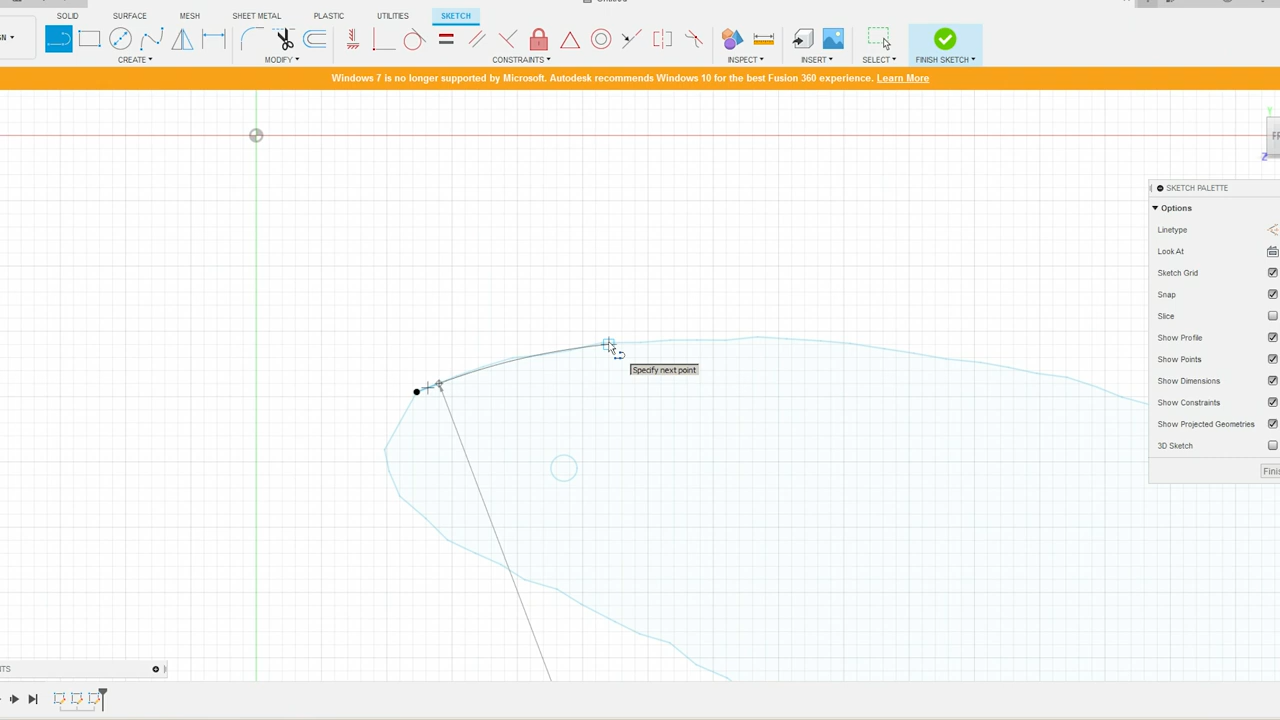 SOLID SURFACE MESH SHEET METAL PLASTIC UTILITIES SKETCH
CREATE MODIFY CONSTRAINTS INSPECT INSERT SELECT FINISH SKETCH
Windows 7 is no longer supported by Microsoft. Autodesk recommends Windows 10 for the best Fusion 360 experience. Learn More
Y
FR
Z
SKETCH PALETTE
Options
Linetype
Look At
Sketch Grid
Snap
Slice
Show Profile
Show Points
Specify next point
Show Dimensions
Show Constraints
Show Projected Geometries
3D Sketch
Finis
NTS